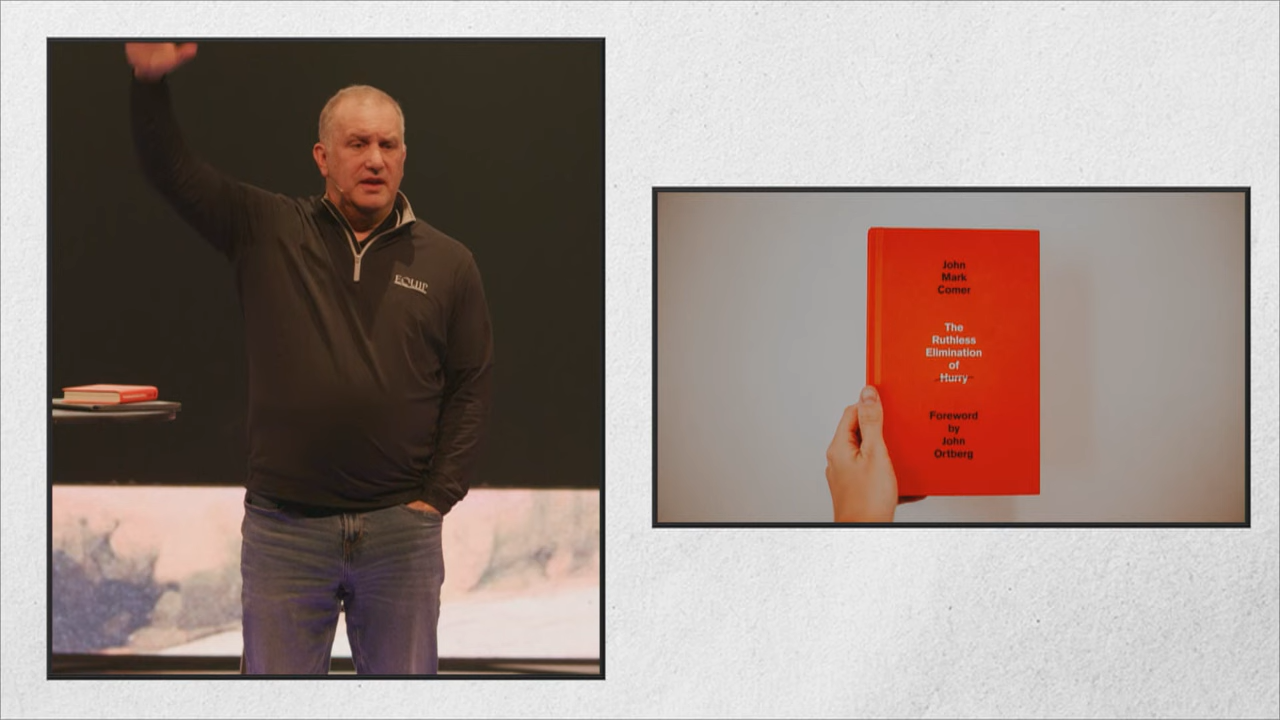 EQUIP
John
Mark
Comer
The
Ruthless
Elimination
of
Hurry
Foreword
by
John
Ortberg